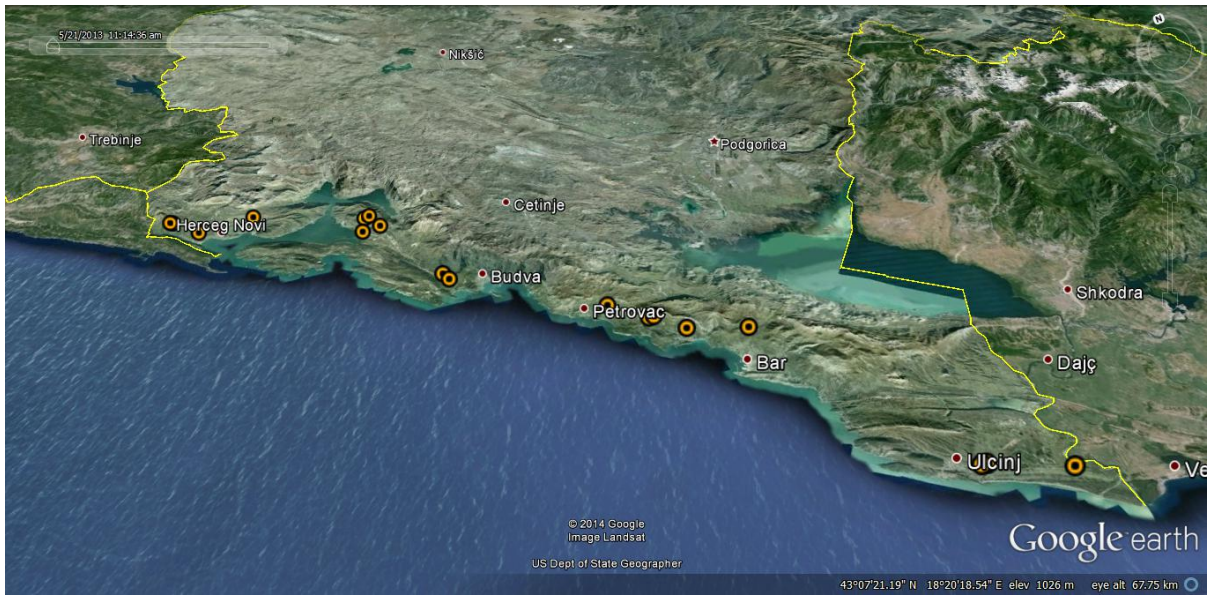 5/21/2013 11:14:36 am
N
Nikšić
Trebinje
Podgorica
Cetinje
Herceg Novi
Budva
Shkodra
Petrovac
Bar
Dajç
Ulcinj
Ve
© 2014 Google
Image Landsat
US Dept of State Geographer
Google earth
43°07'21.19" N 18°20'18.54" E elev 1026 m eye alt 67.75 km